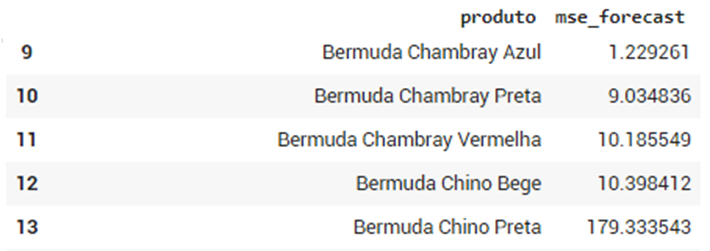 produto mse_forecast
9 Bermuda Chambray Azul 1.229261
10 Bermuda Chambray Preta 9.034836
11 Bermuda Chambray Vermelha 10.185549
12 Bermuda Chino Bege 10.398412
13 Bermuda Chino Preta 179.333543